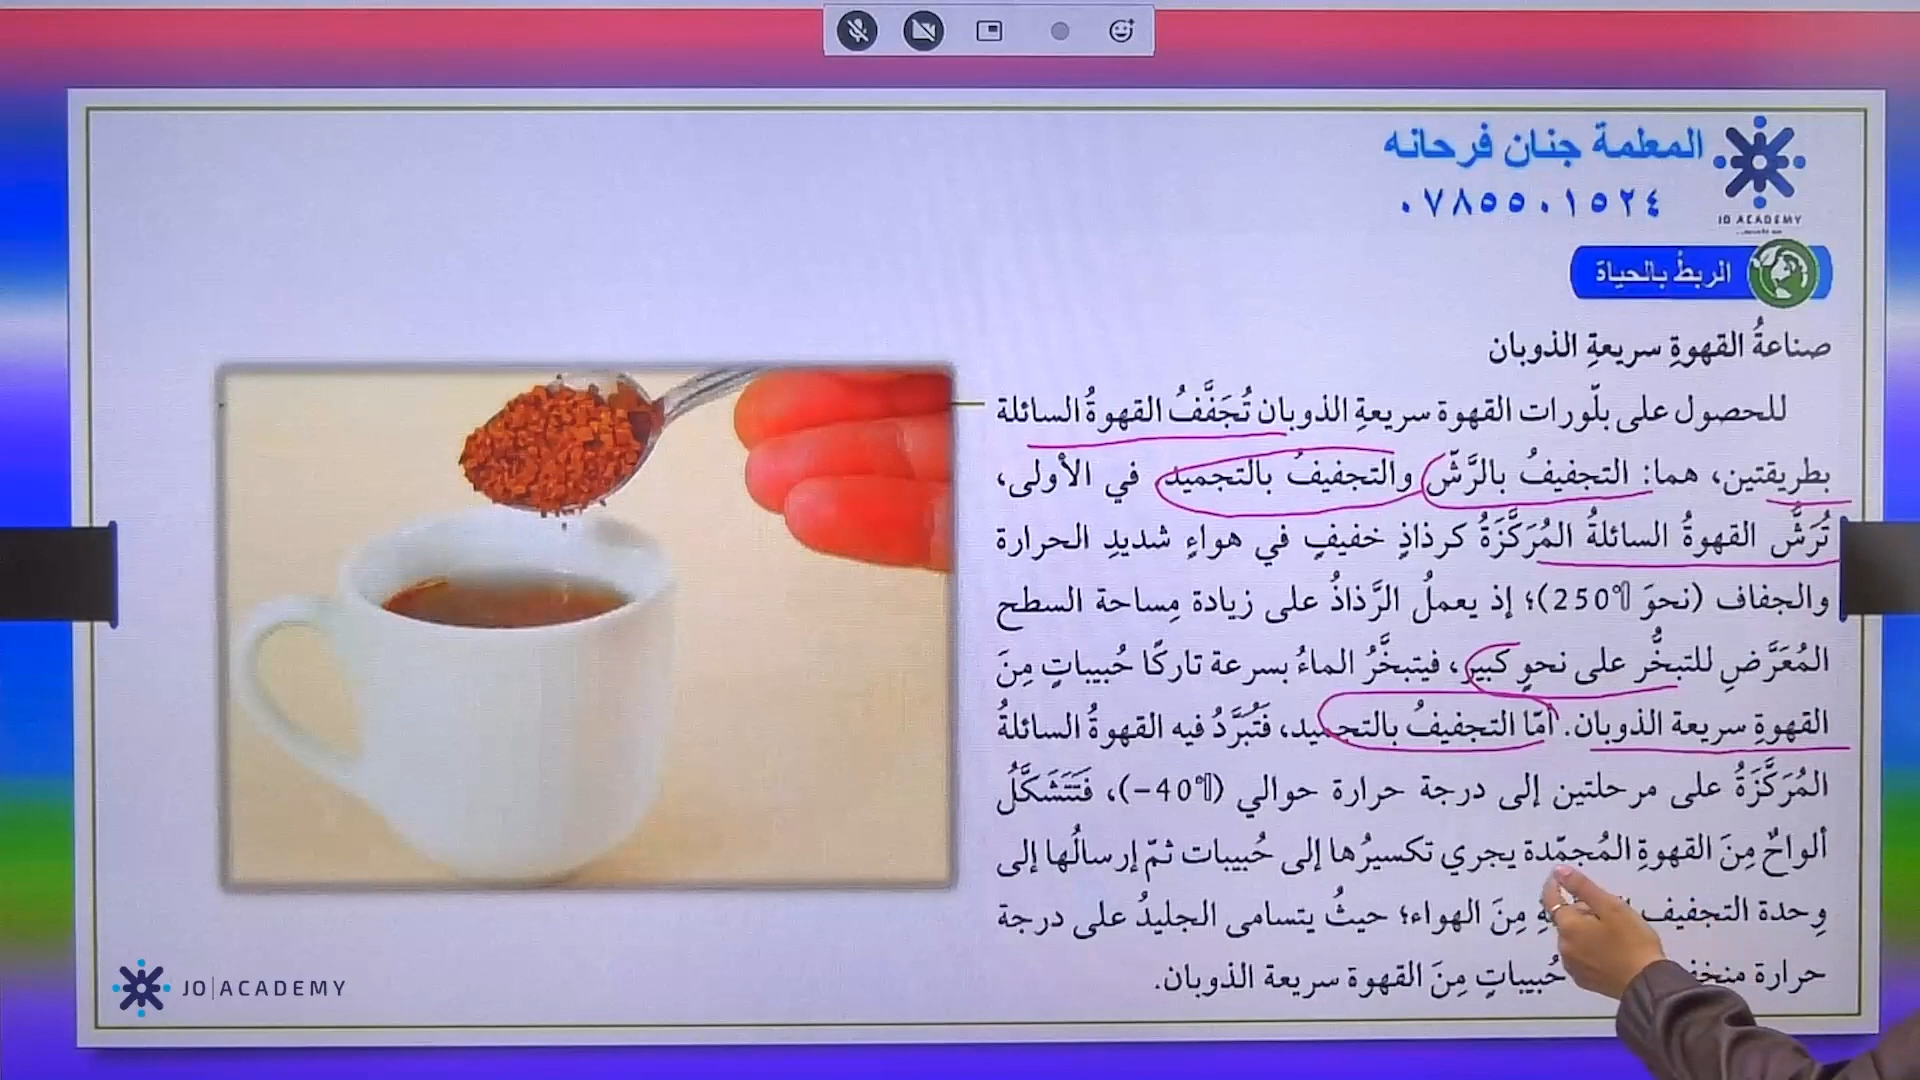 المعلمة جنان فرحانه
٠٧٨٥٥٠١٥٢٤
JO ACADEMY
الربطُ بالحياة
صناعةُ القهوةِ سريعةِ الذوبان
للحصول على بلّورات القهوة سريعةِ الذوبان تُجَفَّفُ القهوةُ السائلة
بطريقتين، هما: التجفيفُ بالرَّشّ والتجفيفُ بالتجميد في الأولى،
تُرَشُّ القهوةُ السائلةُ المُرَكَّزَةُ كرذاذٍ خفيفٍ في هواءٍ شديدِ الحرارة
والجفاف (نحوَ 250°)؛ إذ يعملُ الرَّذاذُ على زيادة مِساحة السطح
المُعَرَّضِ للتبخُّر على نحوٍ كبير، فيتبخَّرُ الماءُ بسرعة تاركًا حُبيباتٍ مِنَ
القهوةِ سريعة الذوبان. أمّا التجفيفُ بالتجميد، فَتُبرَّدُ فيه القهوةُ السائلةُ
المُرَكَّزَةُ على مرحلتين إلى درجة حرارة حوالي (40°−)، فَتَتَشَكَّلُ
ألواحٌ مِنَ القهوةِ المُجمّدة يجري تكسيرُها إلى حُبيبات ثمّ إرسالُها إلى
وِحدة التجفيف مِنَ الهواء؛ حيثُ يتسامى الجليدُ على درجة
حرارة حُبيباتٍ مِنَ القهوة سريعة الذوبان.
JO|ACADEMY